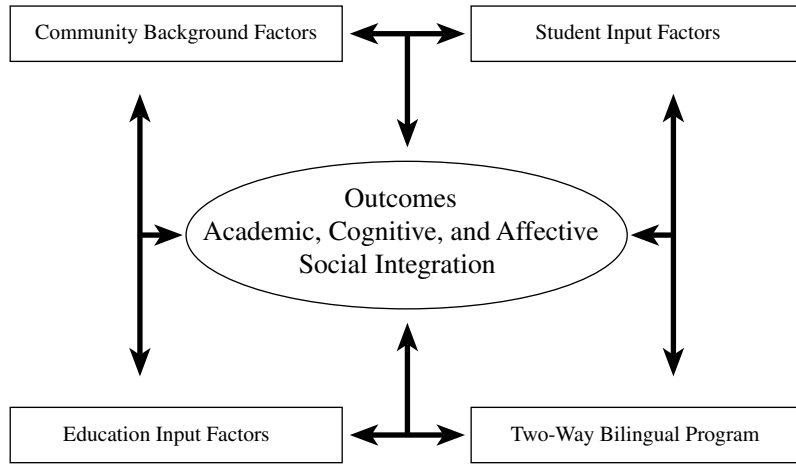 Community Background Factors
Student Input Factors
Outcomes
Academic, Cognitive, and Affective
Social Integration
Education Input Factors
Two-Way Bilingual Program